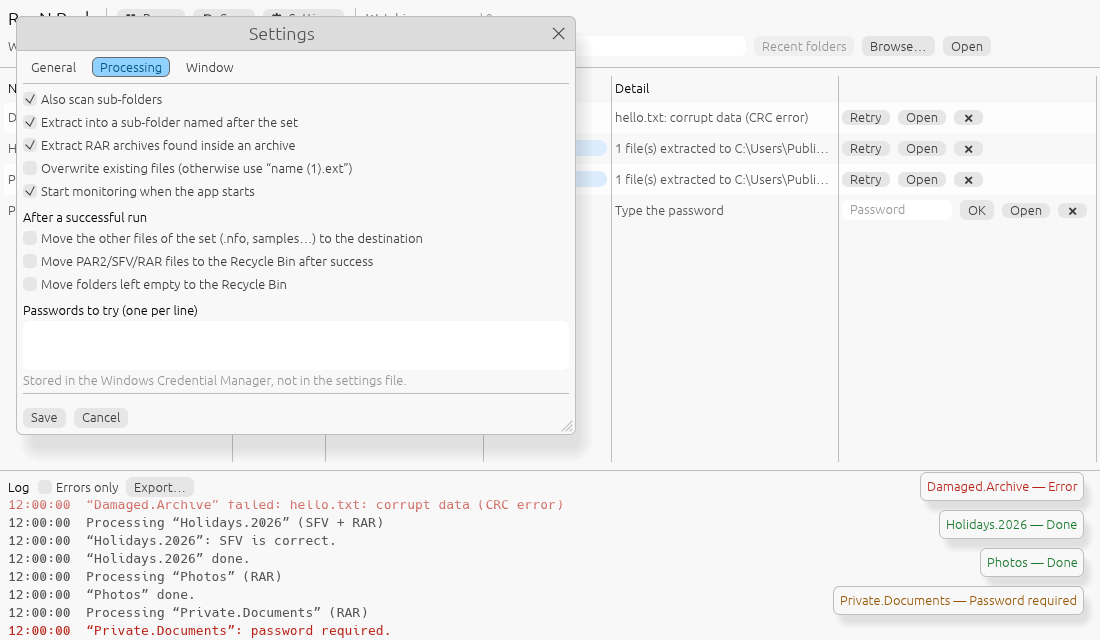 Settings
General Processing Window
Also scan sub-folders
Extract into a sub-folder named after the set
Extract RAR archives found inside an archive
Overwrite existing files (otherwise use “name (1).ext”)
Start monitoring when the app starts
After a successful run
Move the other files of the set (.nfo, samples…) to the destination
Move PAR2/SFV/RAR files to the Recycle Bin after success
Move folders left empty to the Recycle Bin
Passwords to try (one per line)
Stored in the Windows Credential Manager, not in the settings file.
Save Cancel
Recent folders Browse… Open
Detail
hello.txt: corrupt data (CRC error) Retry Open
1 file(s) extracted to C:\Users\Publi… Retry Open
1 file(s) extracted to C:\Users\Publi… Retry Open
Type the password Password OK Open
Log Errors only Export…
12:00:00 “Damaged.Archive” failed: hello.txt: corrupt data (CRC error)
12:00:00 Processing “Holidays.2026” (SFV + RAR)
12:00:00 “Holidays.2026”: SFV is correct.
12:00:00 “Holidays.2026” done.
12:00:00 Processing “Photos” (RAR)
12:00:00 “Photos” done.
12:00:00 Processing “Private.Documents” (RAR)
12:00:00 “Private.Documents”: password required.
Damaged.Archive — Error
Holidays.2026 — Done
Photos — Done
Private.Documents — Password required